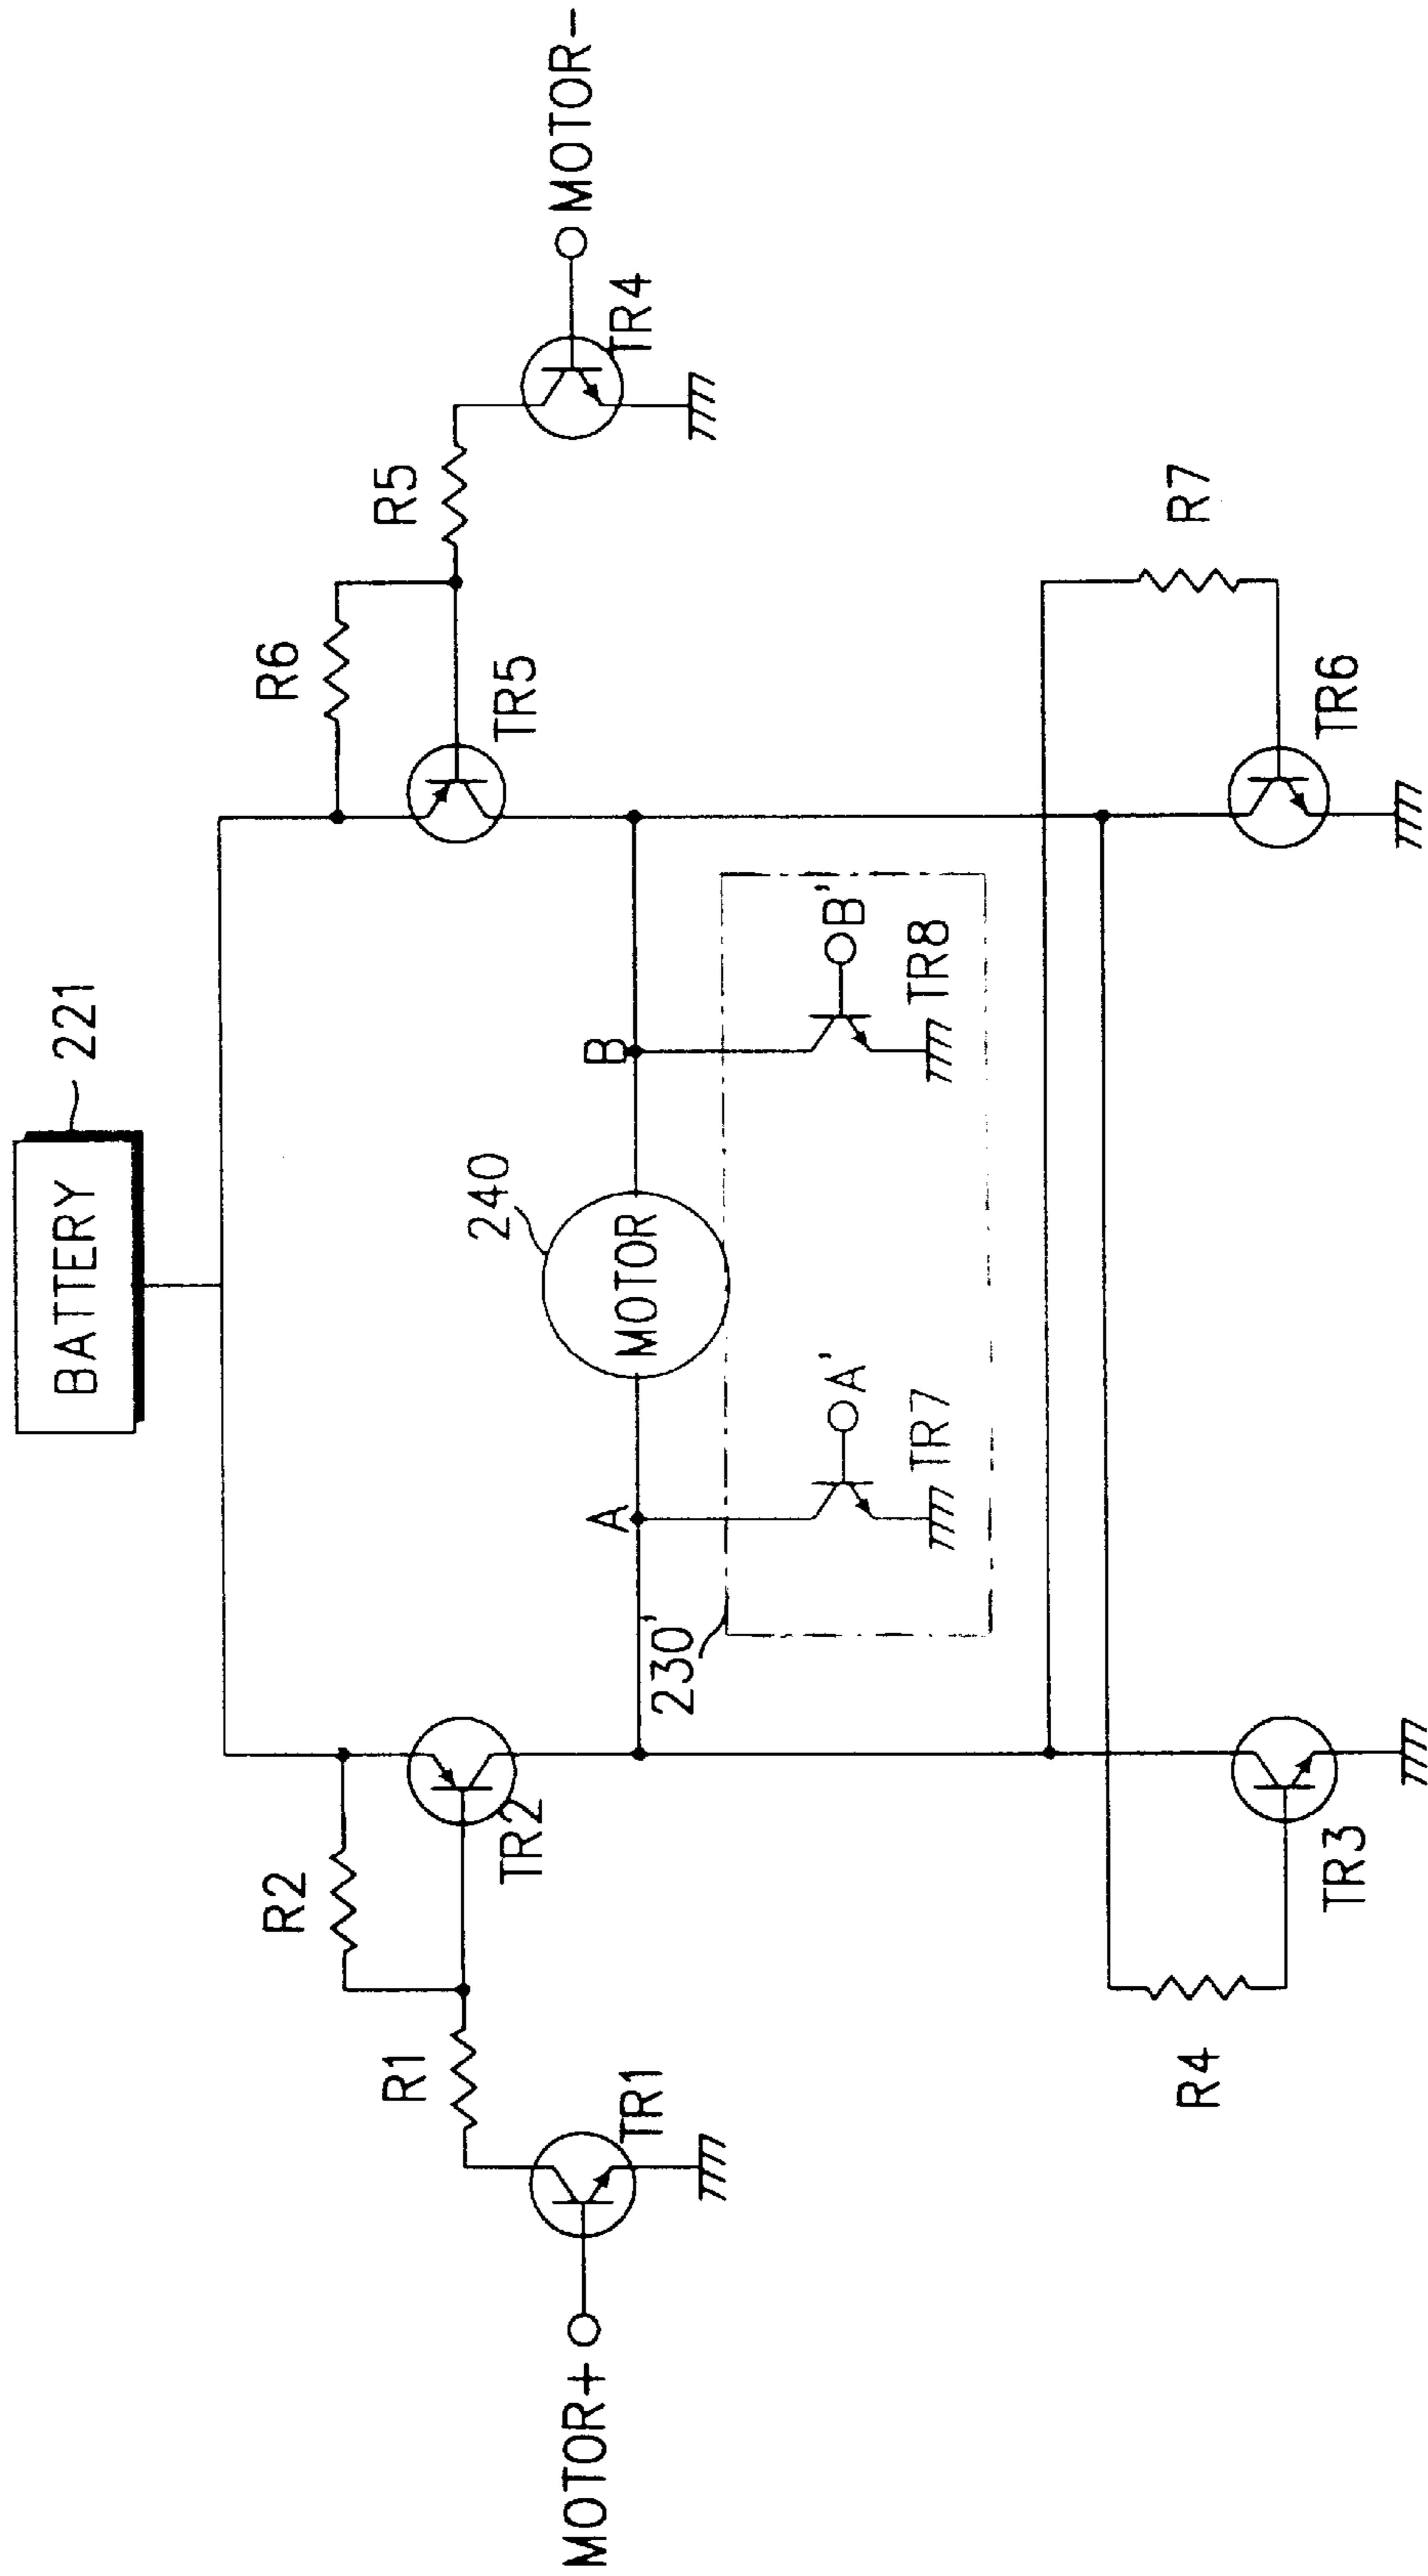 BATTERY
221
R2
R6
R1
R5
TR2
TR5
MOTOR+
TR1
A
240
MOTOR
B
TR4
MOTOR-
230'
A'
B'
TR7
TR8
R4
R7
TR3
TR6